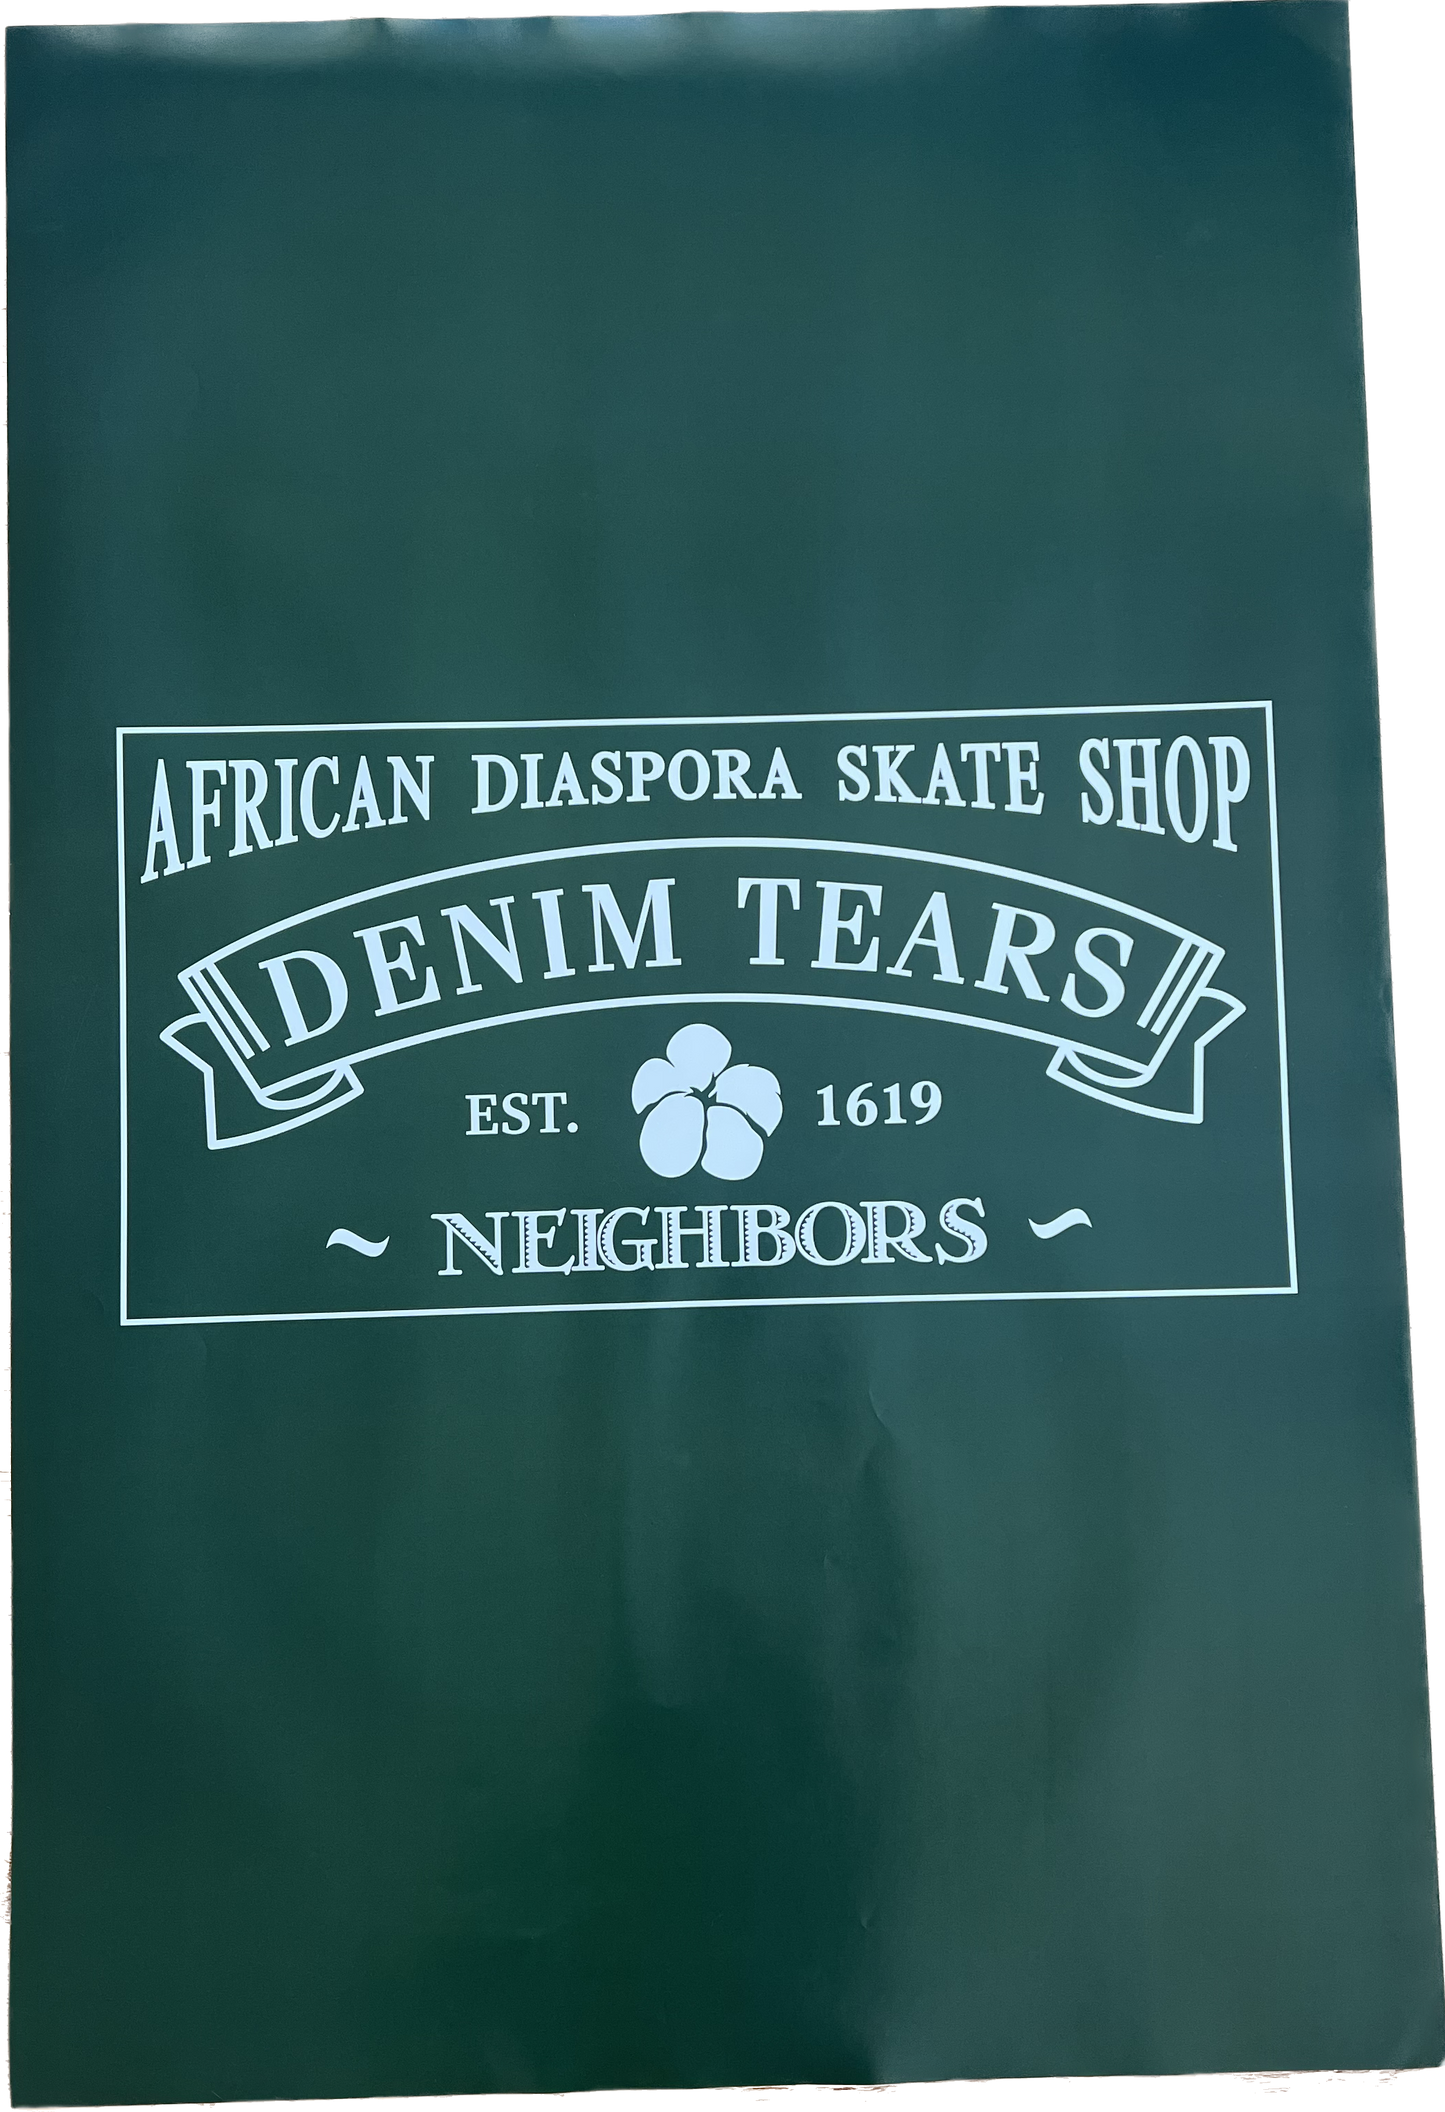 AFRICAN DIASPORA SKATE SHOP
DENIM TEARS
EST. 1619
~ NEIGHBORS ~